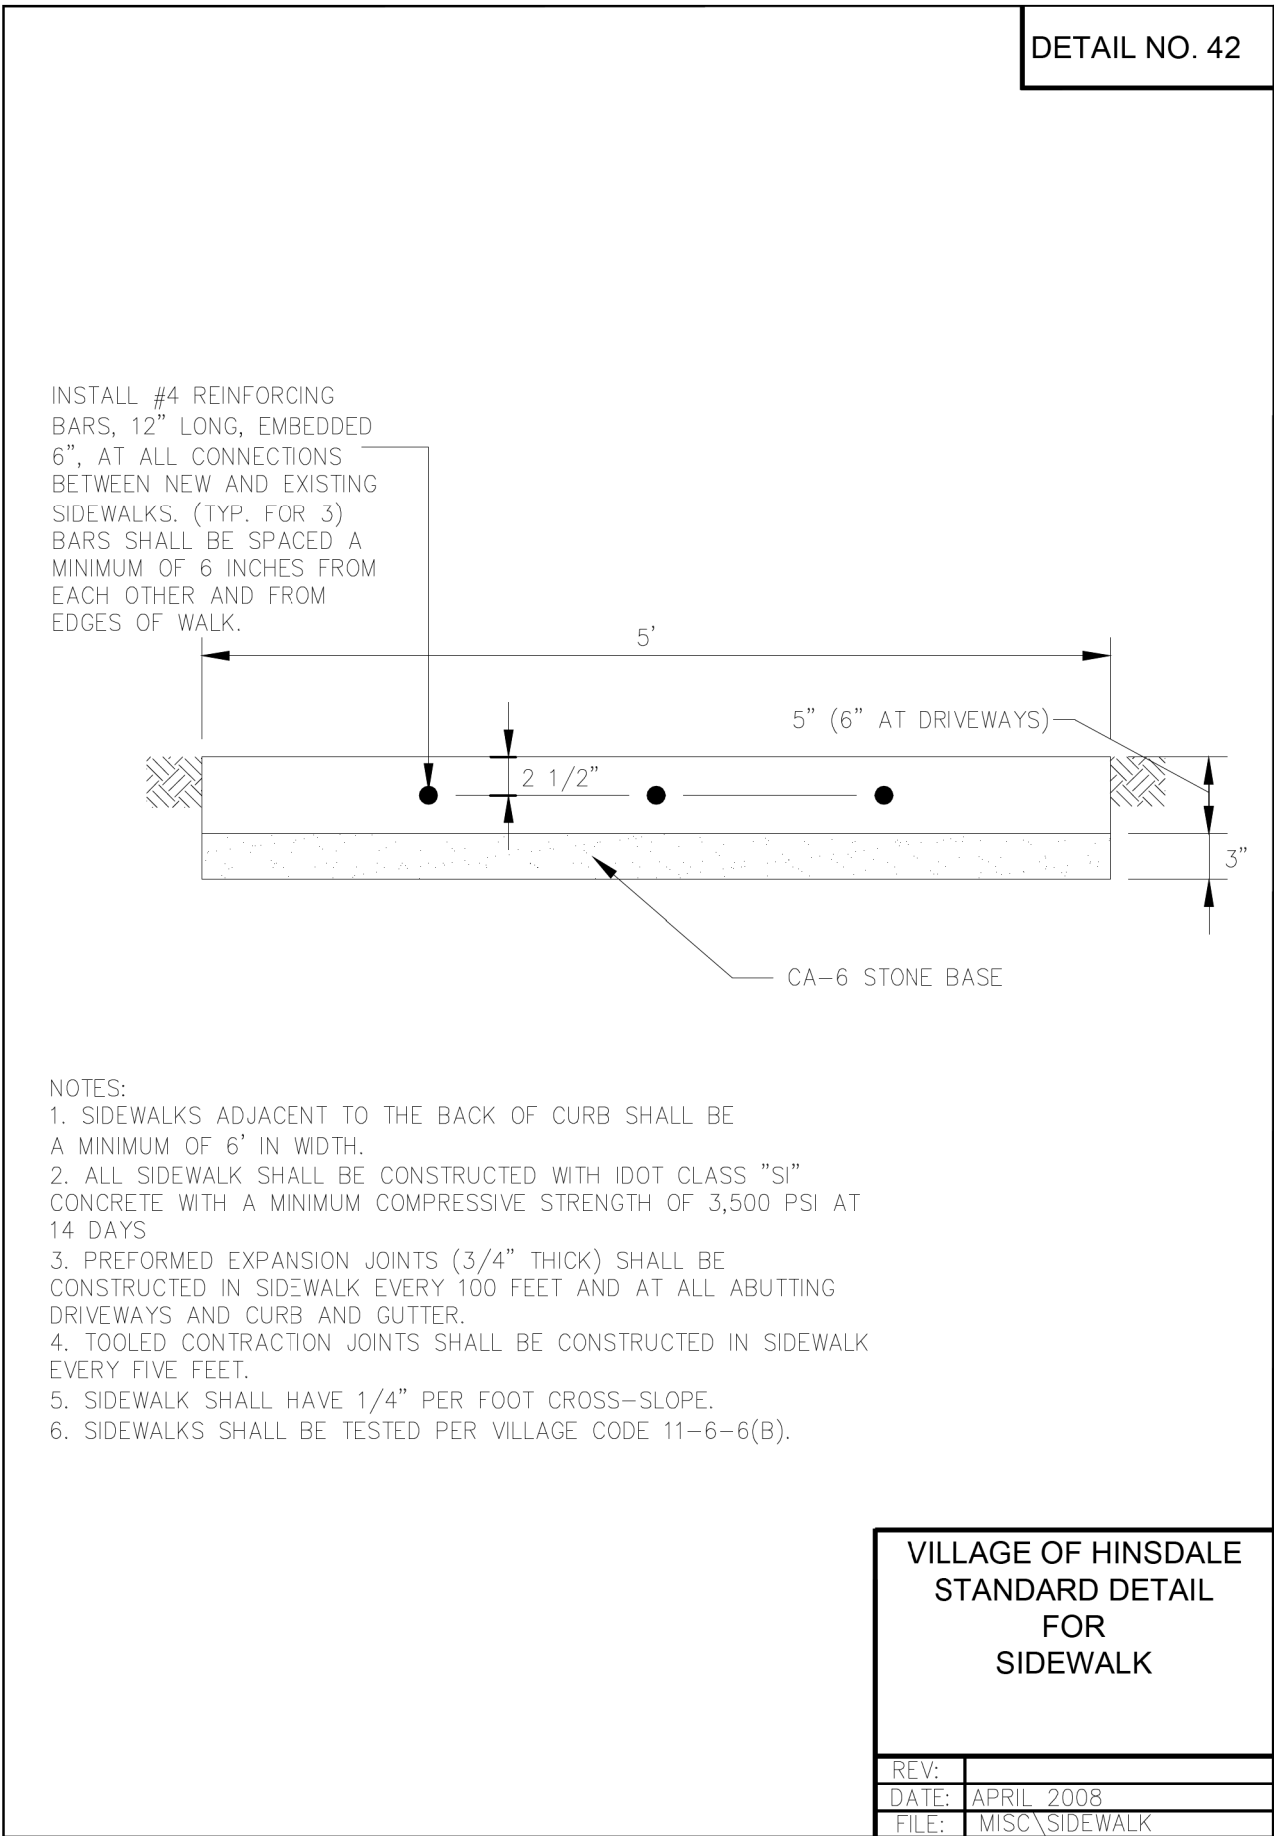 DETAIL NO. 42
INSTALL #4 REINFORCING
BARS, 12" LONG, EMBEDDED
6", AT ALL CONNECTIONS
BETWEEN NEW AND EXISTING
SIDEWALKS. (TYP. FOR 3)
BARS SHALL BE SPACED A
MINIMUM OF 6 INCHES FROM
EACH OTHER AND FROM
EDGES OF WALK.
5'
5" (6" AT DRIVEWAYS)
2 1/2"
3"
CA-6 STONE BASE
NOTES:
1. SIDEWALKS ADJACENT TO THE BACK OF CURB SHALL BE
A MINIMUM OF 6' IN WIDTH.
2. ALL SIDEWALK SHALL BE CONSTRUCTED WITH IDOT CLASS "SI"
CONCRETE WITH A MINIMUM COMPRESSIVE STRENGTH OF 3,500 PSI AT
14 DAYS
3. PREFORMED EXPANSION JOINTS (3/4" THICK) SHALL BE
CONSTRUCTED IN SIDEWALK EVERY 100 FEET AND AT ALL ABUTTING
DRIVEWAYS AND CURB AND GUTTER.
4. TOOLED CONTRACTION JOINTS SHALL BE CONSTRUCTED IN SIDEWALK
EVERY FIVE FEET.
5. SIDEWALK SHALL HAVE 1/4" PER FOOT CROSS-SLOPE.
6. SIDEWALKS SHALL BE TESTED PER VILLAGE CODE 11-6-6(B).
VILLAGE OF HINSDALE
STANDARD DETAIL
FOR
SIDEWALK
REV:
DATE: APRIL 2008
FILE: MISC\SIDEWALK